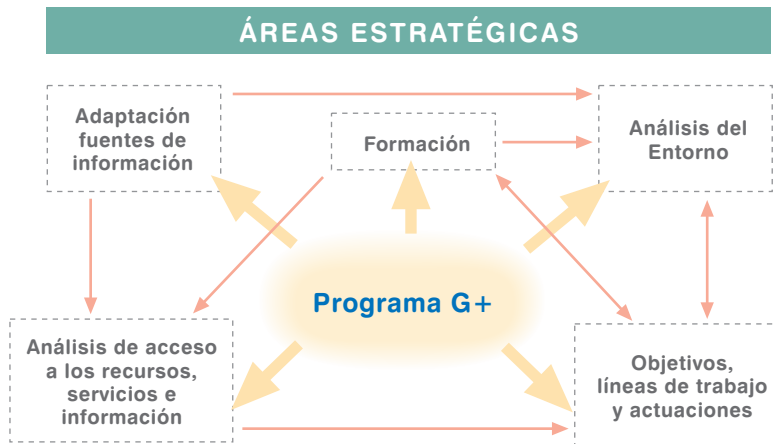 ÁREAS ESTRATÉGICAS
Adaptación
fuentes de
información
Formación
Análisis del
Entorno
Programa G+
Análisis de acceso
a los recursos,
servicios e
información
Objetivos,
líneas de trabajo
y actuaciones